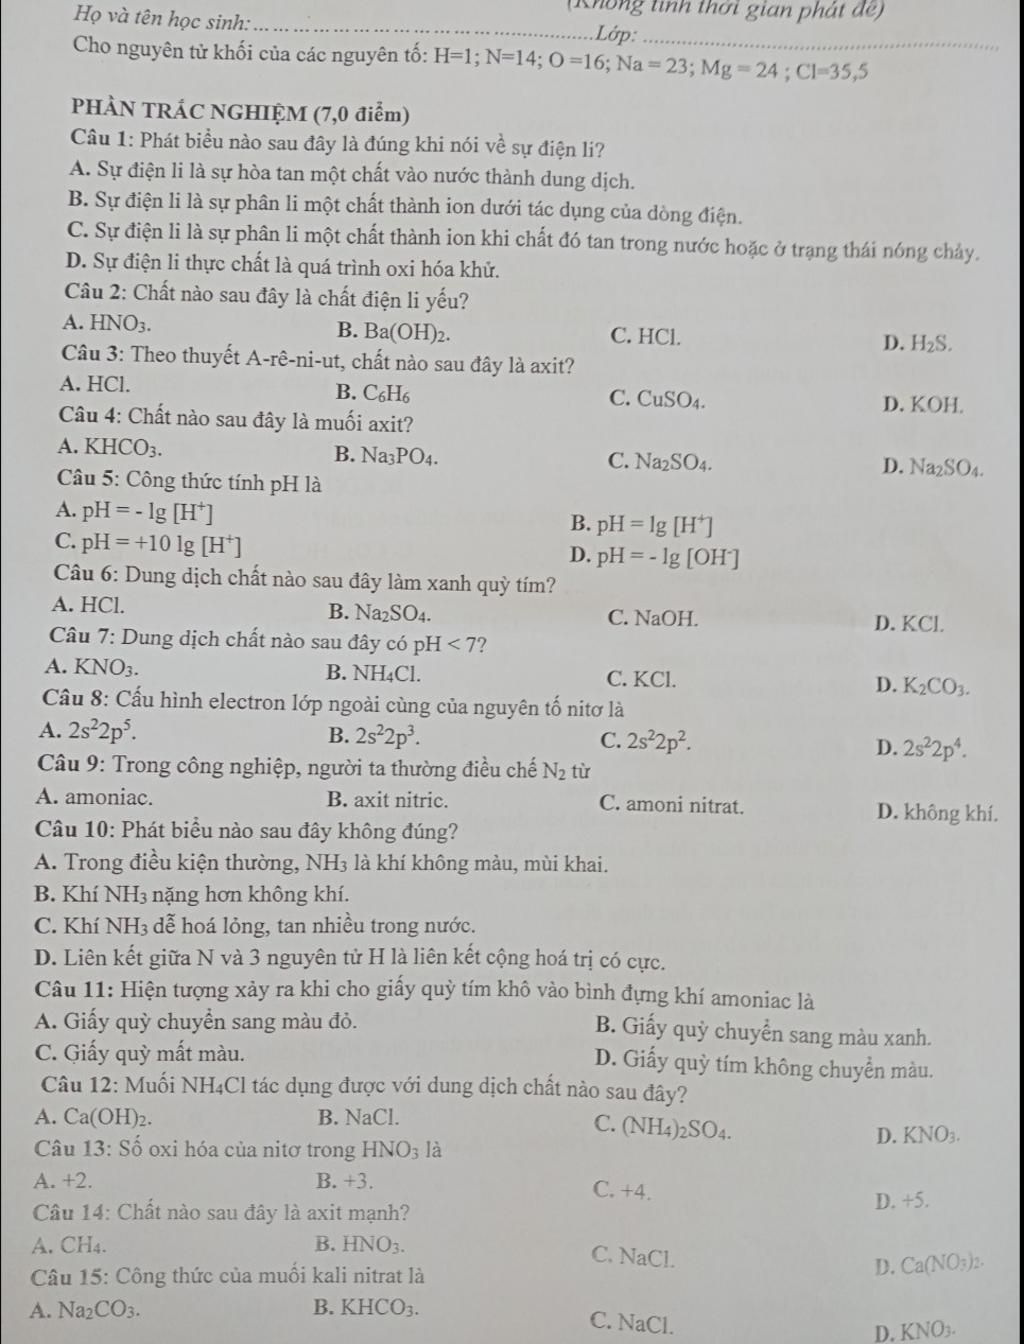 (Không tính thời gian phát đề)
Họ và tên học sinh:..................................................Lớp: ..................................................
Cho nguyên tử khối của các nguyên tố: H=1; N=14; O =16; Na = 23; Mg = 24 ; Cl=35,5
PHẦN TRẮC NGHIỆM (7,0 điểm)
Câu 1: Phát biểu nào sau đây là đúng khi nói về sự điện li?
A. Sự điện li là sự hòa tan một chất vào nước thành dung dịch.
B. Sự điện li là sự phân li một chất thành ion dưới tác dụng của dòng điện.
C. Sự điện li là sự phân li một chất thành ion khi chất đó tan trong nước hoặc ở trạng thái nóng chảy.
D. Sự điện li thực chất là quá trình oxi hóa khử.
Câu 2: Chất nào sau đây là chất điện li yếu?
A. HNO₃. B. Ba(OH)₂. C. HCl. D. H₂S.
Câu 3: Theo thuyết A-rê-ni-ut, chất nào sau đây là axit?
A. HCl. B. C₆H₆ C. CuSO₄. D. KOH.
Câu 4: Chất nào sau đây là muối axit?
A. KHCO₃. B. Na₃PO₄. C. Na₂SO₄. D. Na₂SO₄.
Câu 5: Công thức tính pH là
A. pH = - lg [H⁺] B. pH = lg [H⁺]
C. pH = +10 lg [H⁺] D. pH = - lg [OH⁻]
Câu 6: Dung dịch chất nào sau đây làm xanh quỳ tím?
A. HCl. B. Na₂SO₄. C. NaOH. D. KCl.
Câu 7: Dung dịch chất nào sau đây có pH < 7?
A. KNO₃. B. NH₄Cl. C. KCl. D. K₂CO₃.
Câu 8: Cấu hình electron lớp ngoài cùng của nguyên tố nitơ là
A. 2s²2p⁵. B. 2s²2p³. C. 2s²2p². D. 2s²2p⁴.
Câu 9: Trong công nghiệp, người ta thường điều chế N₂ từ
A. amoniac. B. axit nitric. C. amoni nitrat. D. không khí.
Câu 10: Phát biểu nào sau đây không đúng?
A. Trong điều kiện thường, NH₃ là khí không màu, mùi khai.
B. Khí NH₃ nặng hơn không khí.
C. Khí NH₃ dễ hoá lỏng, tan nhiều trong nước.
D. Liên kết giữa N và 3 nguyên tử H là liên kết cộng hoá trị có cực.
Câu 11: Hiện tượng xảy ra khi cho giấy quỳ tím khô vào bình đựng khí amoniac là
A. Giấy quỳ chuyển sang màu đỏ. B. Giấy quỳ chuyển sang màu xanh.
C. Giấy quỳ mất màu. D. Giấy quỳ tím không chuyển màu.
Câu 12: Muối NH₄Cl tác dụng được với dung dịch chất nào sau đây?
A. Ca(OH)₂. B. NaCl. C. (NH₄)₂SO₄. D. KNO₃.
Câu 13: Số oxi hóa của nitơ trong HNO₃ là
A. +2. B. +3. C. +4. D. +5.
Câu 14: Chất nào sau đây là axit mạnh?
A. CH₄. B. HNO₃. C. NaCl. D. Ca(NO₃)₂.
Câu 15: Công thức của muối kali nitrat là
A. Na₂CO₃. B. KHCO₃. C. NaCl. D. KNO₃.